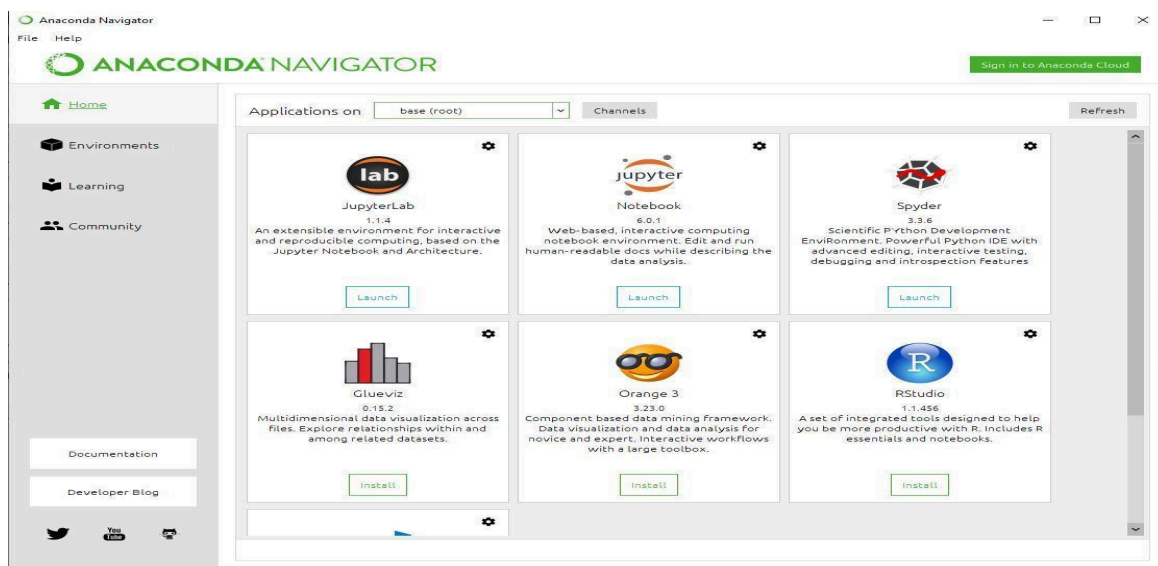 Anaconda Navigator
File Help
ANACONDA NAVIGATOR
Sign in to Anaconda Cloud
Home
Environments
Learning
Community
Documentation
Developer Blog
You
Tube
Applications on base (root) Channels Refresh
lab
JupyterLab
1.1.4
An extensible environment for interactive
and reproducible computing, based on the
Jupyter Notebook and Architecture.
Launch
jupyter
Notebook
6.0.1
Web-based, interactive computing
notebook environment. Edit and run
human-readable docs while describing the
data analysis.
Launch
Spyder
3.3.6
Scientific PYthon Development
EnviRonment. Powerful Python IDE with
advanced editing, interactive testing,
debugging and introspection features
Launch
Glueviz
0.15.2
Multidimensional data visualization across
files. Explore relationships within and
among related datasets.
Install
Orange 3
3.23.0
Component based data mining framework.
Data visualization and data analysis for
novice and expert. Interactive workflows
with a large toolbox.
Install
R
RStudio
1.1.456
A set of integrated tools designed to help
you be more productive with R. Includes R
essentials and notebooks.
Install